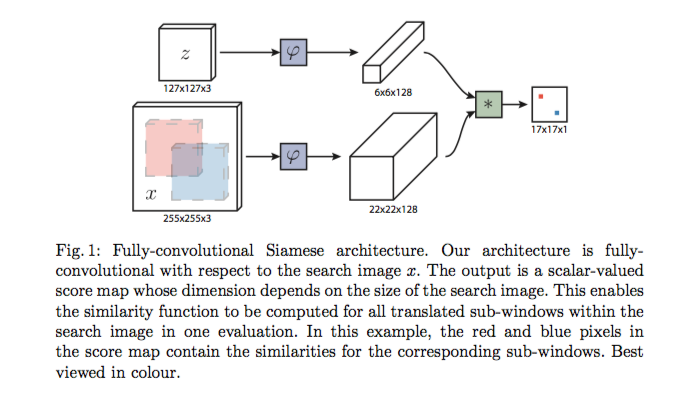 z
φ
127x127x3
6x6x128
*
17x17x1
x
φ
22x22x128
255x255x3
Fig. 1: Fully-convolutional Siamese architecture. Our architecture is fully-
convolutional with respect to the search image x. The output is a scalar-valued
score map whose dimension depends on the size of the search image. This enables
the similarity function to be computed for all translated sub-windows within the
search image in one evaluation. In this example, the red and blue pixels in
the score map contain the similarities for the corresponding sub-windows. Best
viewed in colour.